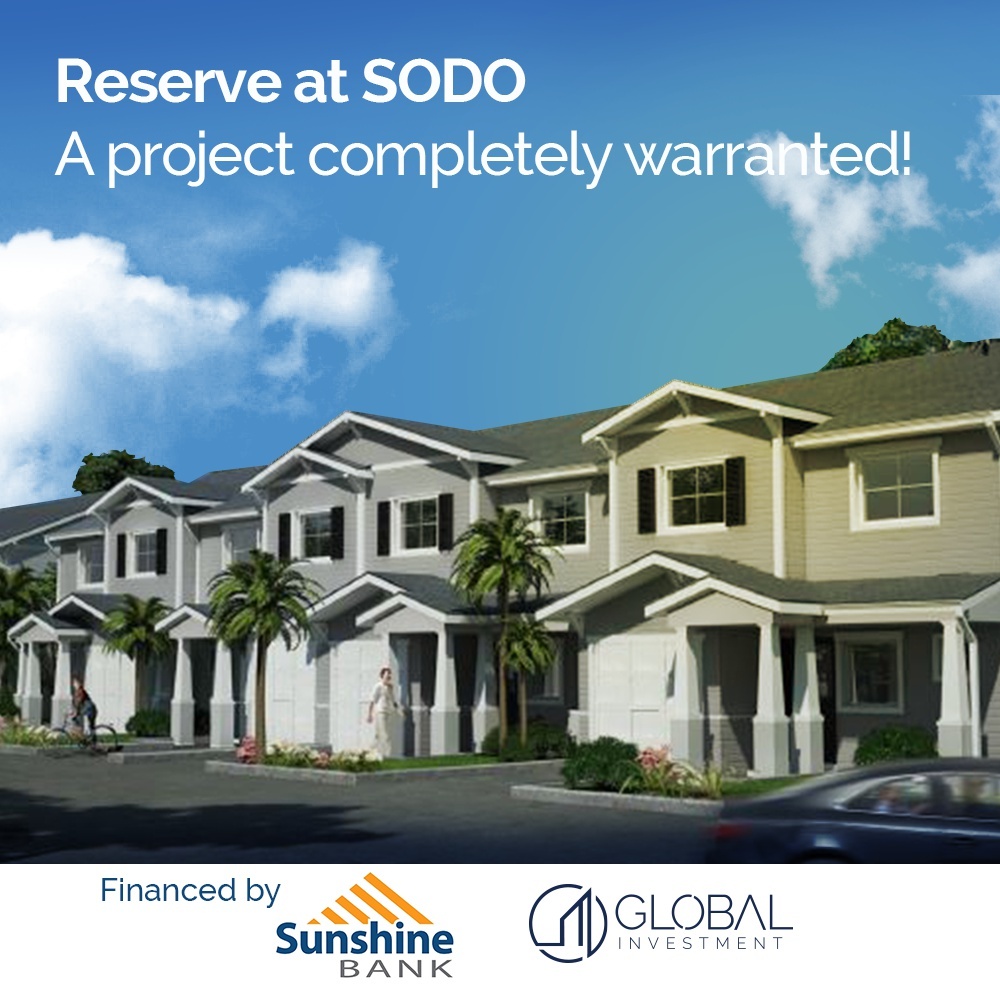 Reserve at SODO
A project completely warranted!
Financed by
Sunshine
BANK
GLOBAL
INVESTMENT